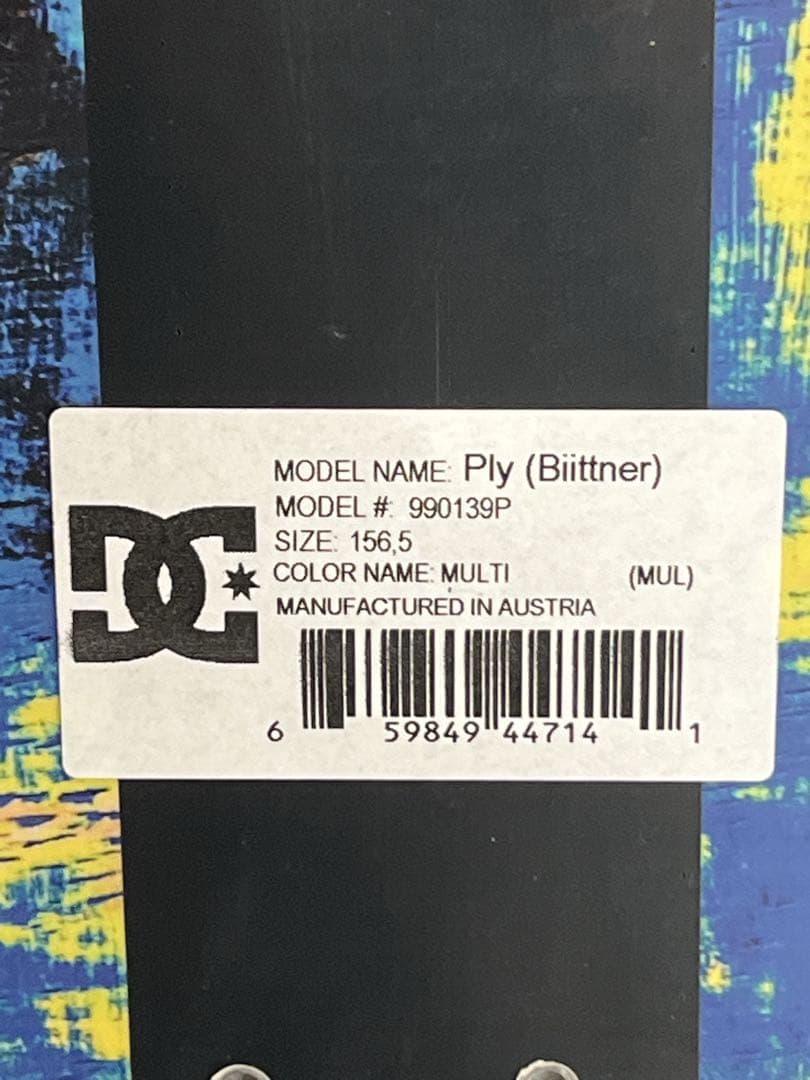 DC
MODEL NAME: Ply (Biittner)
MODEL #: 990139P
SIZE: 156,5
COLOR NAME: MULTI (MUL)
MANUFACTURED IN AUSTRIA
6 59849 44714 1